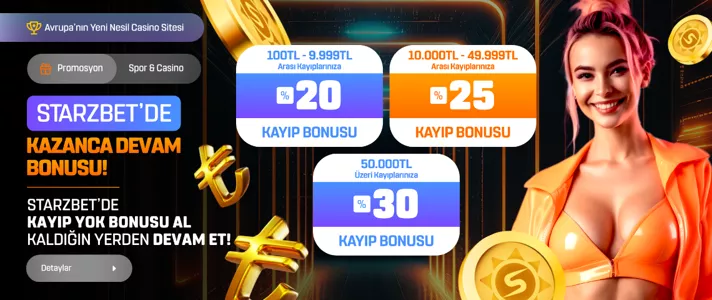 Avrupa'nın Yeni Nesil Casino Sitesi
Promosyon
Spor & Casino
STARZBET'DE
KAZANCA DEVAM
BONUSU!
STARZBET'DE
KAYIP YOK BONUSU AL
KALDIĞIN YERDEN DEVAM ET!
Detaylar
100TL - 9.999TL
Arası Kayıplarınıza
%20
KAYIP BONUSU
10.000TL - 49.999TL
Arası Kayıplarınıza
%25
KAYIP BONUSU
50.000TL
Üzeri Kayıplarınıza
%30
KAYIP BONUSU
S